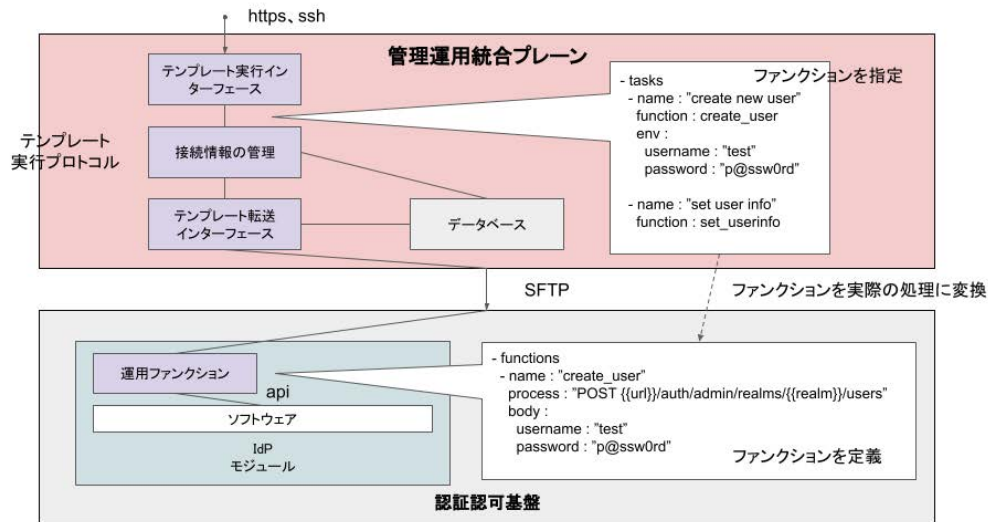 https、ssh
管理運用統合プレーン
テンプレート実行イン
ターフェース
テンプレート
実行プロトコル
接続情報の管理
テンプレート転送
インターフェース
データベース
ファンクションを指定
- tasks
- name : "create new user"
function : create_user
env :
username : "test"
password : "p@ssw0rd"
- name : "set user info"
function : set_userinfo
SFTP
ファンクションを実際の処理に変換
運用ファンクション
api
ソフトウェア
IdP
モジュール
- functions
- name : "create_user"
process : "POST {{url}}/auth/admin/realms/{{realm}}/users"
body :
username : "test"
password : "p@ssw0rd"
ファンクションを定義
認証認可基盤